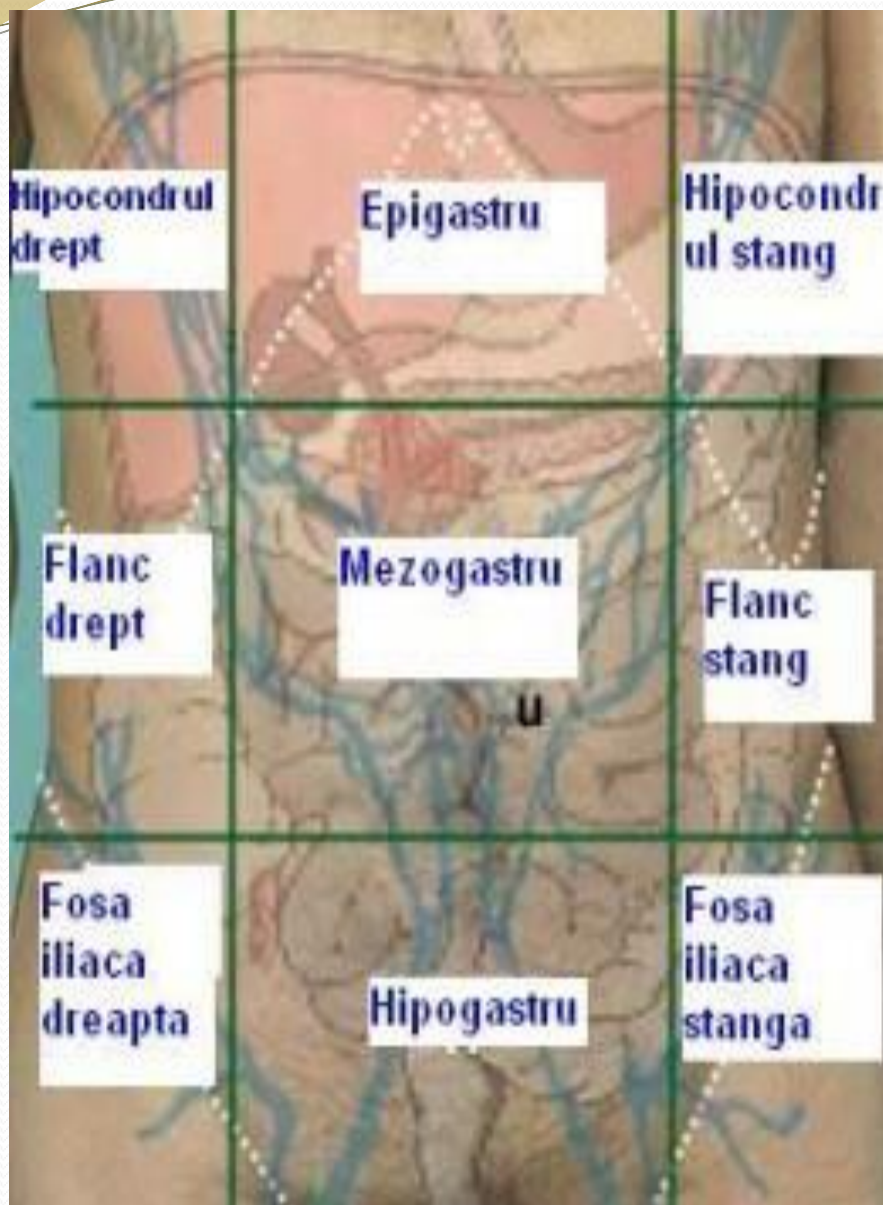 Hipocondrul
drept
Epigastru
Hipocondr
ul stang
Flanc
drept
Mezogastru
Flanc
stang
u
Fosa
iliaca
dreapta
Hipogastru
Fosa
iliaca
stanga